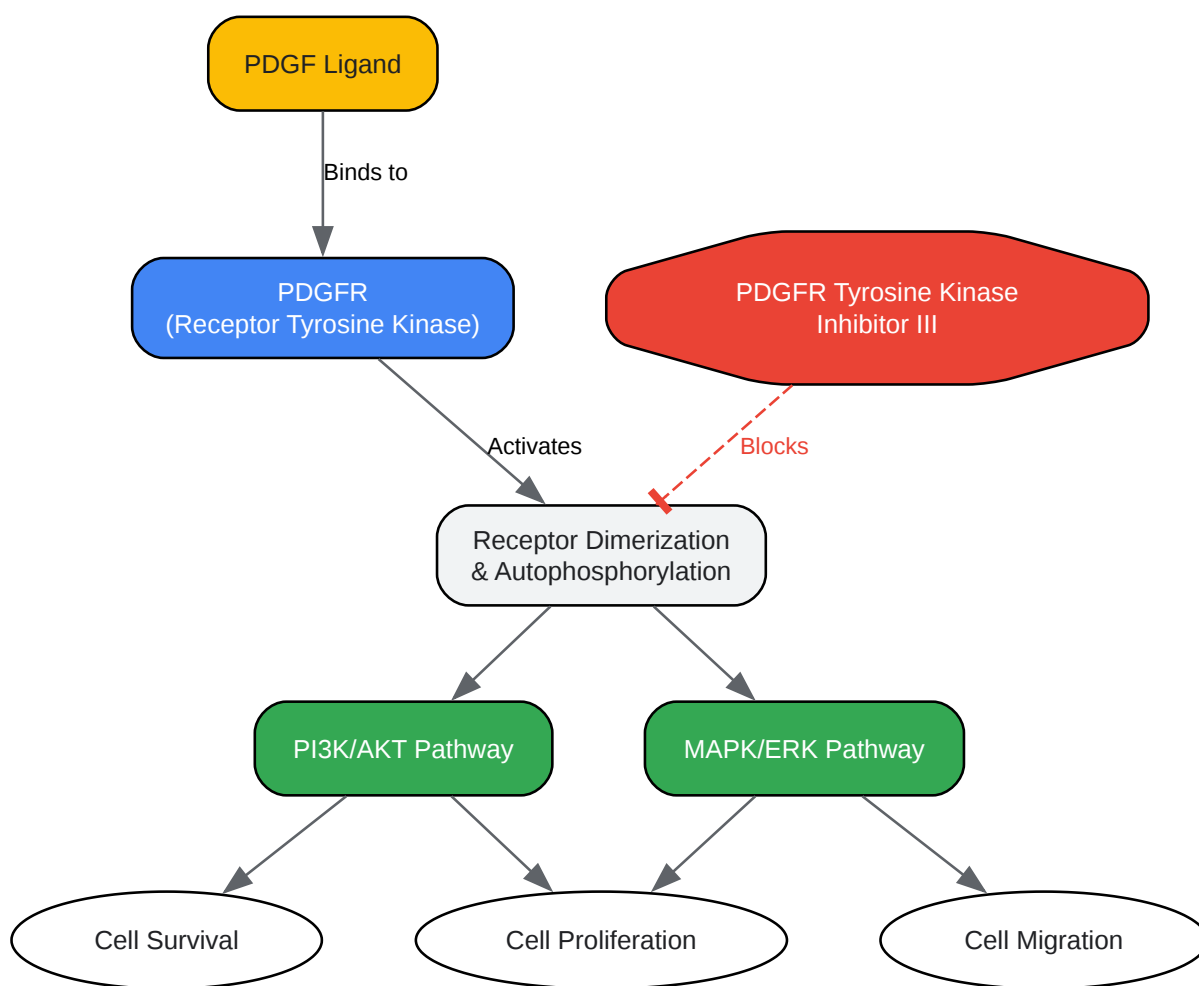 PDGF Ligand
Binds to
PDGFR
(Receptor Tyrosine Kinase)
PDGFR Tyrosine Kinase
Inhibitor III
Activates
Blocks
Receptor Dimerization
& Autophosphorylation
PI3K/AKT Pathway
MAPK/ERK Pathway
Cell Survival
Cell Proliferation
Cell Migration